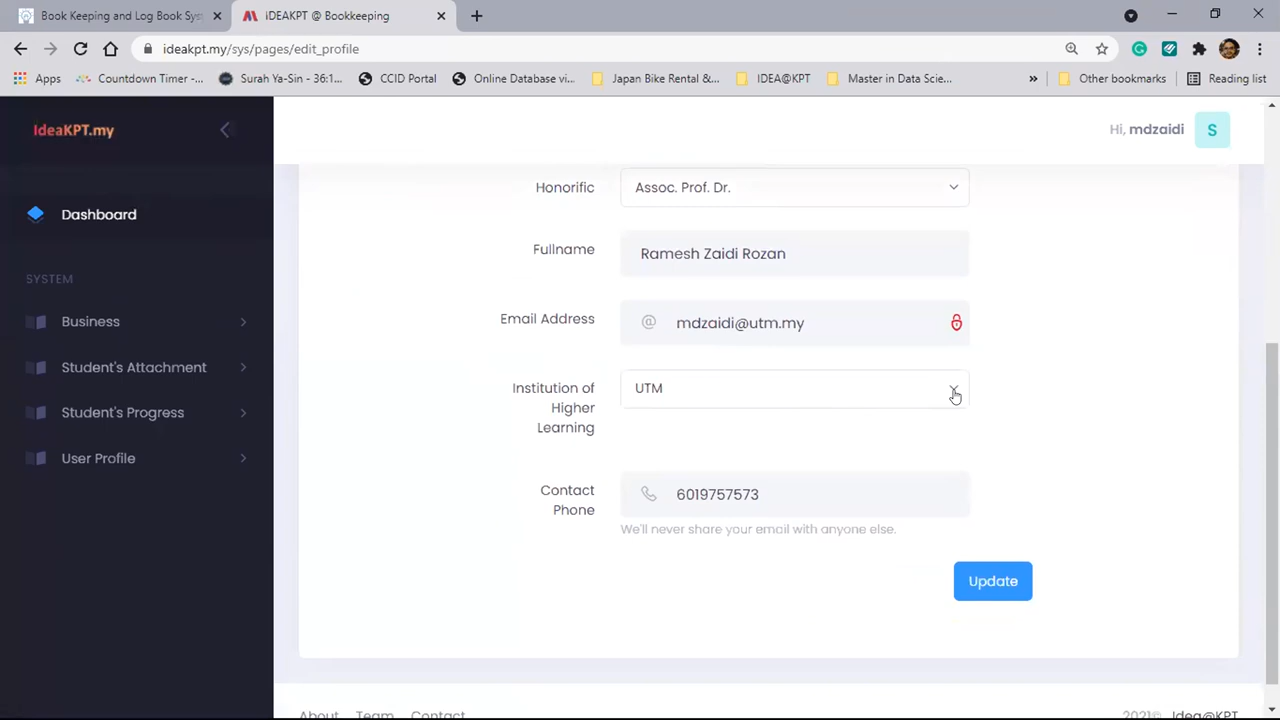 Book Keeping and Log Book Sys
iDEAKPT @ Bookkeeping
ideakpt.my/sys/pages/edit_profile
Apps
Countdown Timer -...
Surah Ya-Sin - 36:1...
CCID Portal
Online Database vi...
Japan Bike Rental &...
IDEA@KPT
Master in Data Scie...
»
Other bookmarks
Reading list
IdeaKPT.my
Hi, mdzaidi
S
Dashboard
SYSTEM
Business
Student's Attachment
Student's Progress
User Profile
Honorific
Assoc. Prof. Dr.
Fullname
Ramesh Zaidi Rozan
Email Address
@ mdzaidi@utm.my
Institution of
Higher
Learning
UTM
Contact
Phone
6019757573
We'll never share your email with anyone else.
Update
About
Team
Contact
2021© Idea@KPT